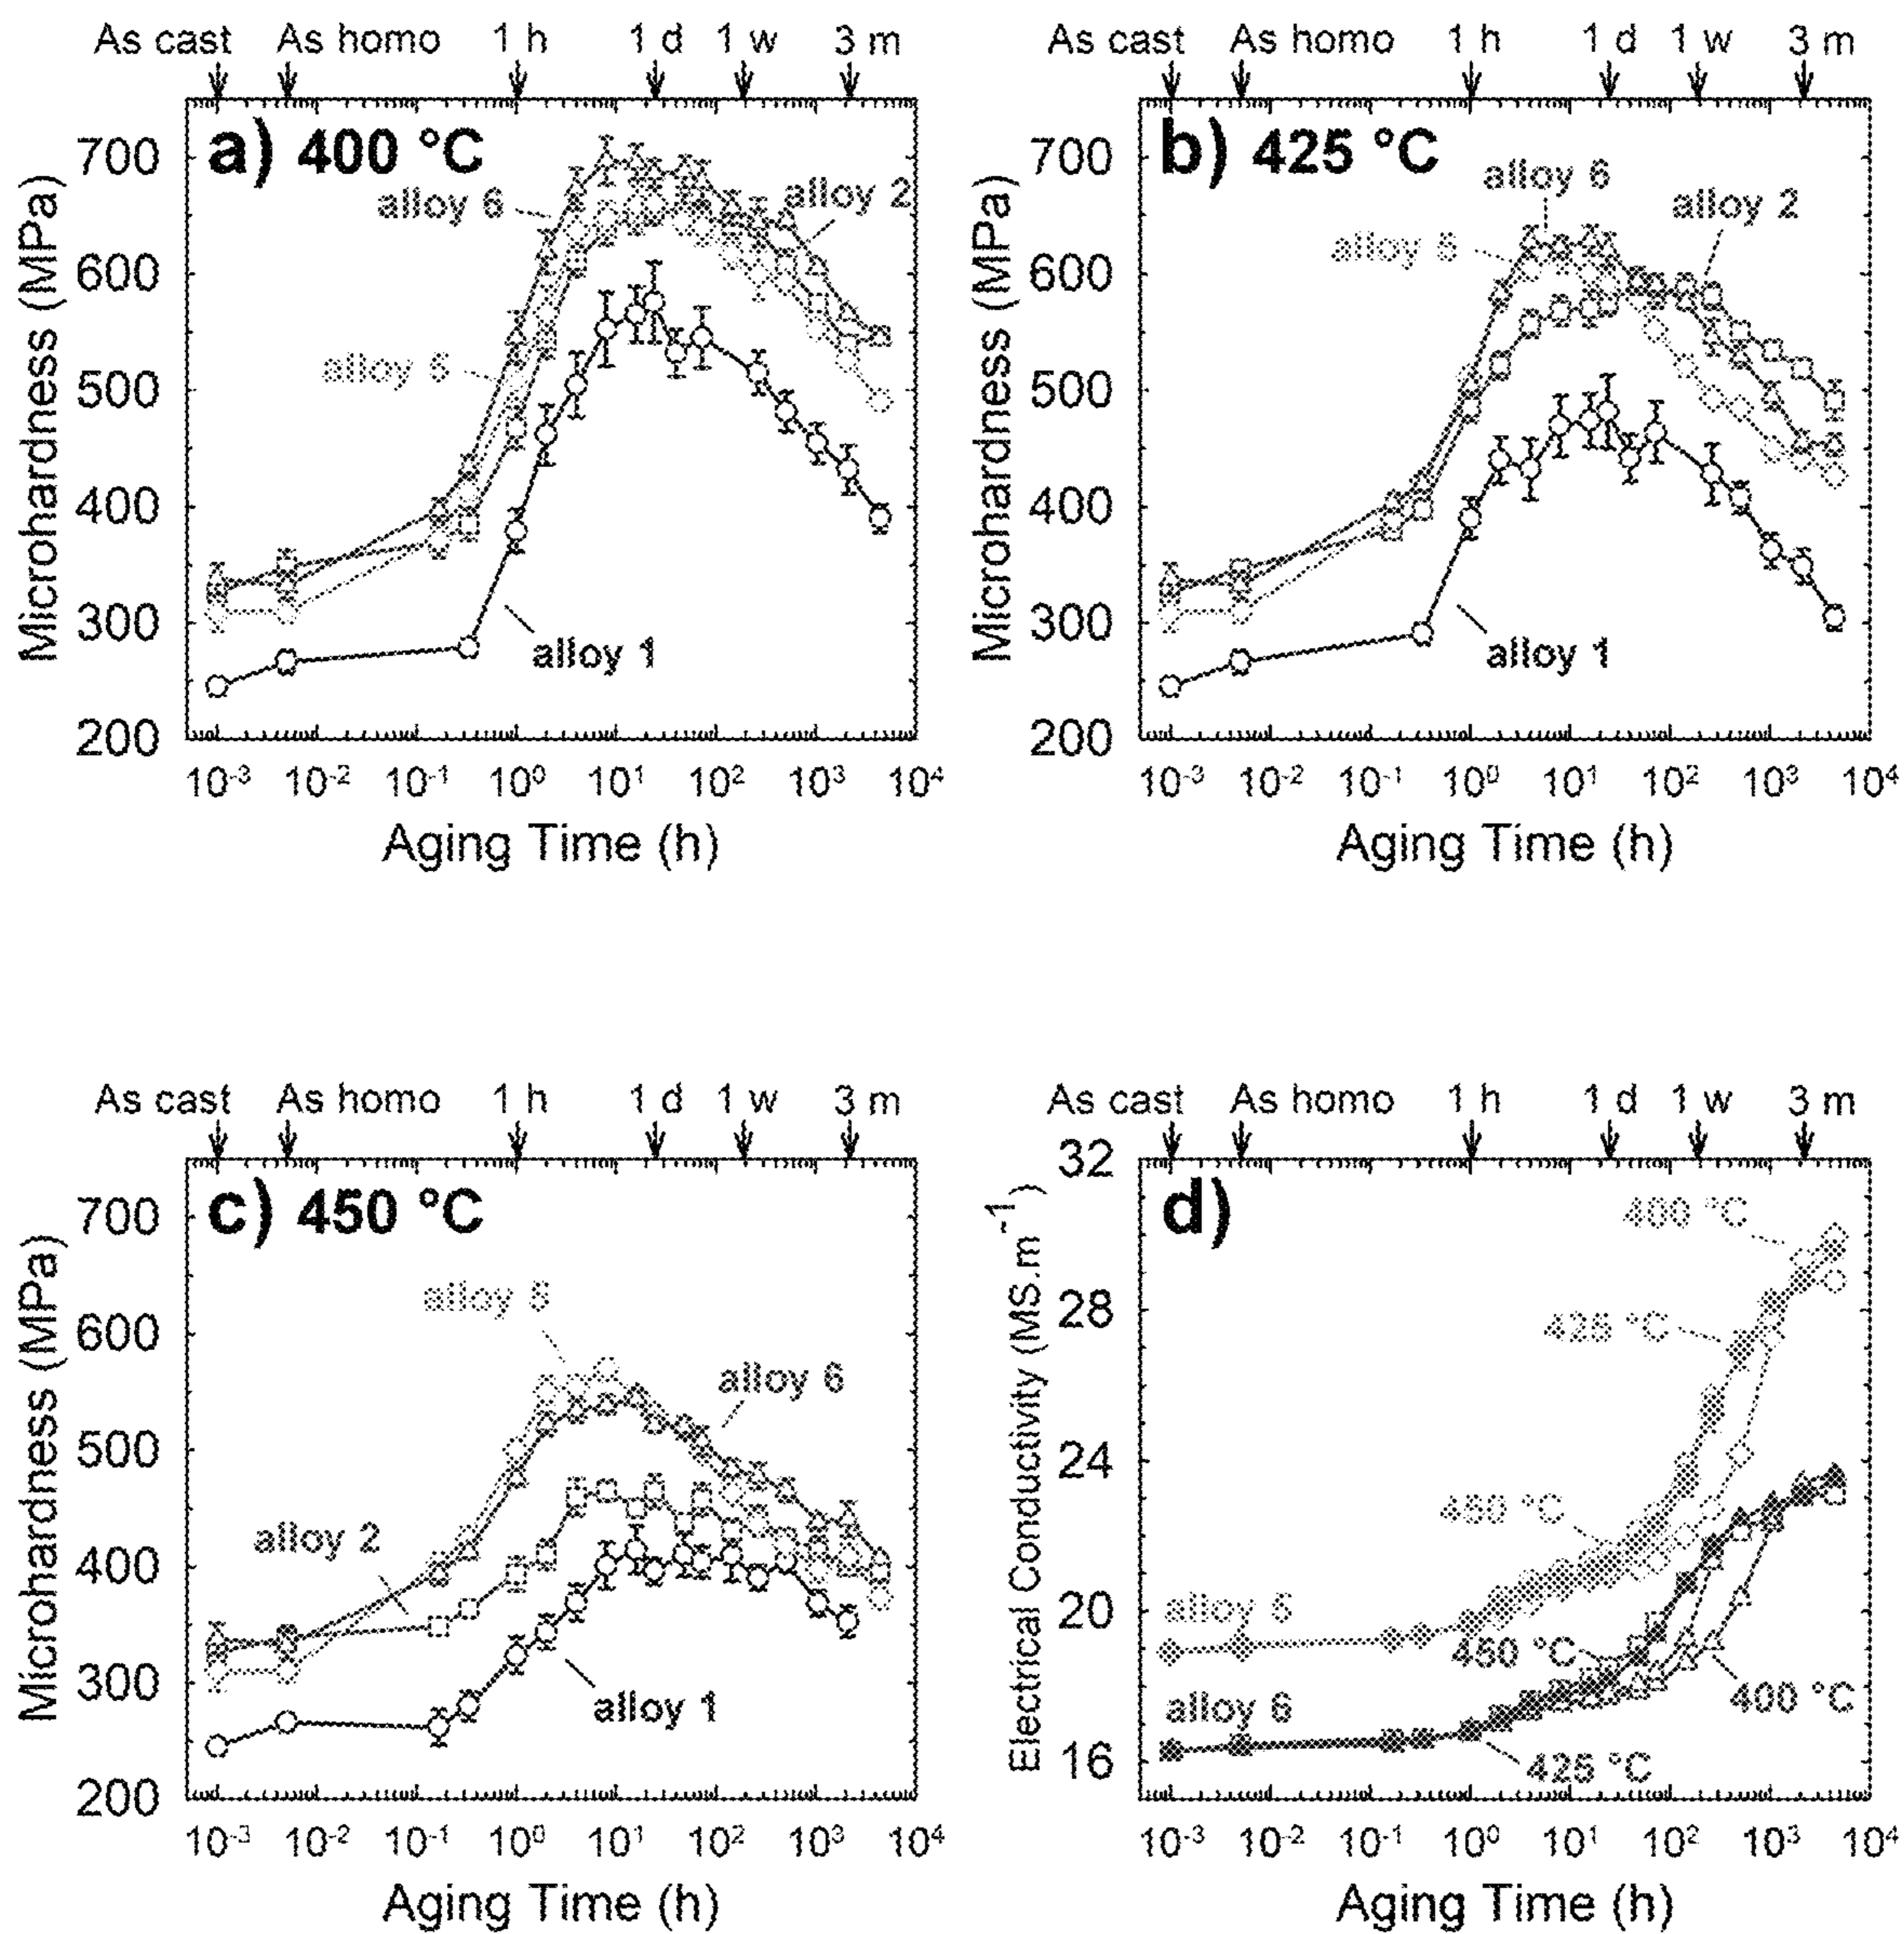 As cast As homo 1 h 1 d 1 w 3 m
a) 400 °C
700
600
500
400
300
200
Microhardness (MPa)
alloy 6
alloy 2
alloy 6
alloy 1
10-3 10-2 10-1 100 101 102 103 104
Aging Time (h)
As cast As homo 1 h 1 d 1 w 3 m
b) 425 °C
700
600
500
400
300
200
Microhardness (MPa)
alloy 6
alloy 2
alloy 5
alloy 1
10-3 10-2 10-1 100 101 102 103 104
Aging Time (h)
As cast As homo 1 h 1 d 1 w 3 m
c) 450 °C
700
600
500
400
300
200
Microhardness (MPa)
alloy 5
alloy 6
alloy 2
alloy 1
10-3 10-2 10-1 100 101 102 103 104
Aging Time (h)
As cast As homo 1 h 1 d 1 w 3 m
d)
32
28
24
20
16
Electrical Conductivity (MS.m-1)
400 °C
425 °C
450 °C
alloy 5
450 °C
alloy 6
400 °C
425 °C
10-3 10-2 10-1 100 101 102 103 104
Aging Time (h)